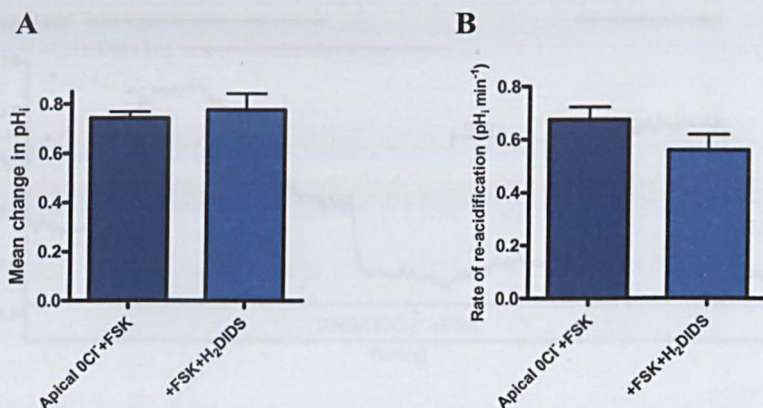 A
Mean change in pHi
0.8
0.6
0.4
0.2
0.0
Apical 0Cl⁻+FSK
+FSK+H₂DIDS
B
Rate of re-acidification (pHi min⁻¹)
0.8
0.6
0.4
0.2
0.0
Apical 0Cl⁻+FSK
+FSK+H₂DIDS